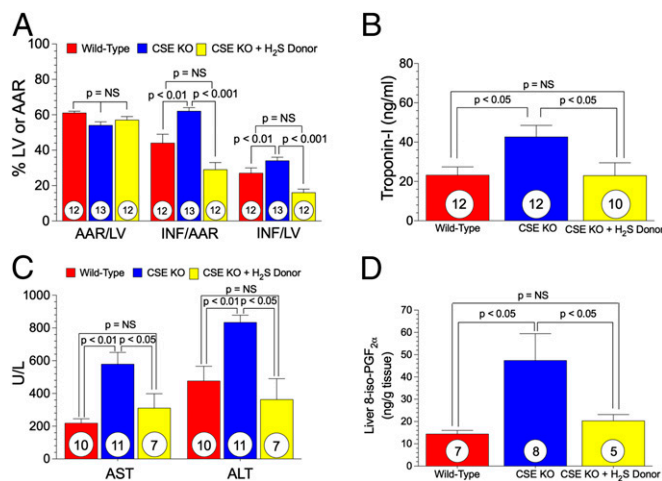 A
Wild-Type CSE KO CSE KO + H2S Donor
% LV or AAR
100
80
60
40
20
0
p = NS
p = NS
p < 0.01 p < 0.001
p = NS
p < 0.01 p < 0.001
12 13 12 12 13 12 12 13 12
AAR/LV INF/AAR INF/LV
B
Troponin-I (ng/ml)
80
60
40
20
0
p = NS
p < 0.05 p < 0.05
12 12 10
Wild-Type CSE KO CSE KO + H2S Donor
C
Wild-Type CSE KO CSE KO + H2S Donor
U/L
1000
800
600
400
200
0
p = NS
p < 0.01 p < 0.05
p = NS
p < 0.01 p < 0.05
10 11 7 10 11 7
AST ALT
D
Liver 8-iso-PGF2α
(ng/g tissue)
90
80
70
60
50
40
30
20
10
0
p = NS
p < 0.05 p < 0.05
7 8 5
Wild-Type CSE KO CSE KO + H2S Donor